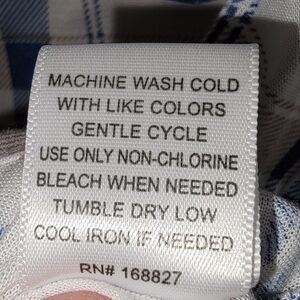 MACHINE WASH COLD
WITH LIKE COLORS
GENTLE CYCLE
USE ONLY NON-CHLORINE
BLEACH WHEN NEEDED
TUMBLE DRY LOW
COOL IRON IF NEEDED
RN# 168827